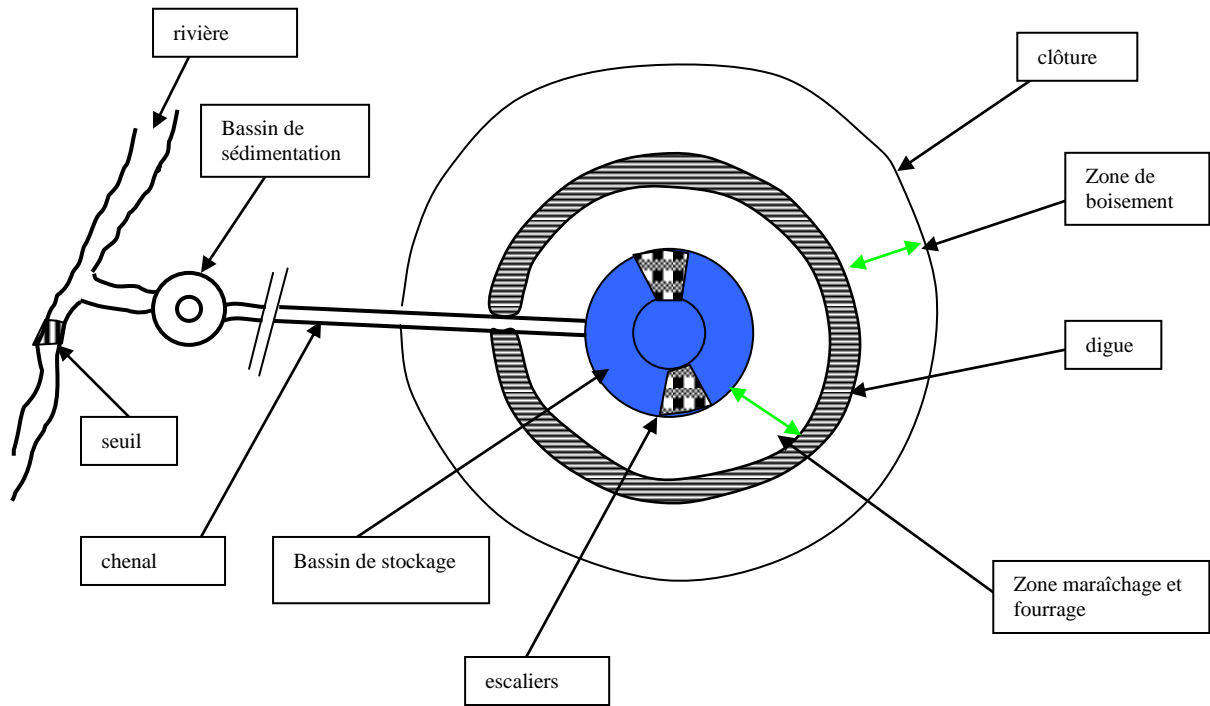 rivière
clôture
Bassin de
sédimentation
Zone de
boisement
digue
seuil
chenal
Bassin de stockage
Zone maraîchage et
fourrage
escaliers